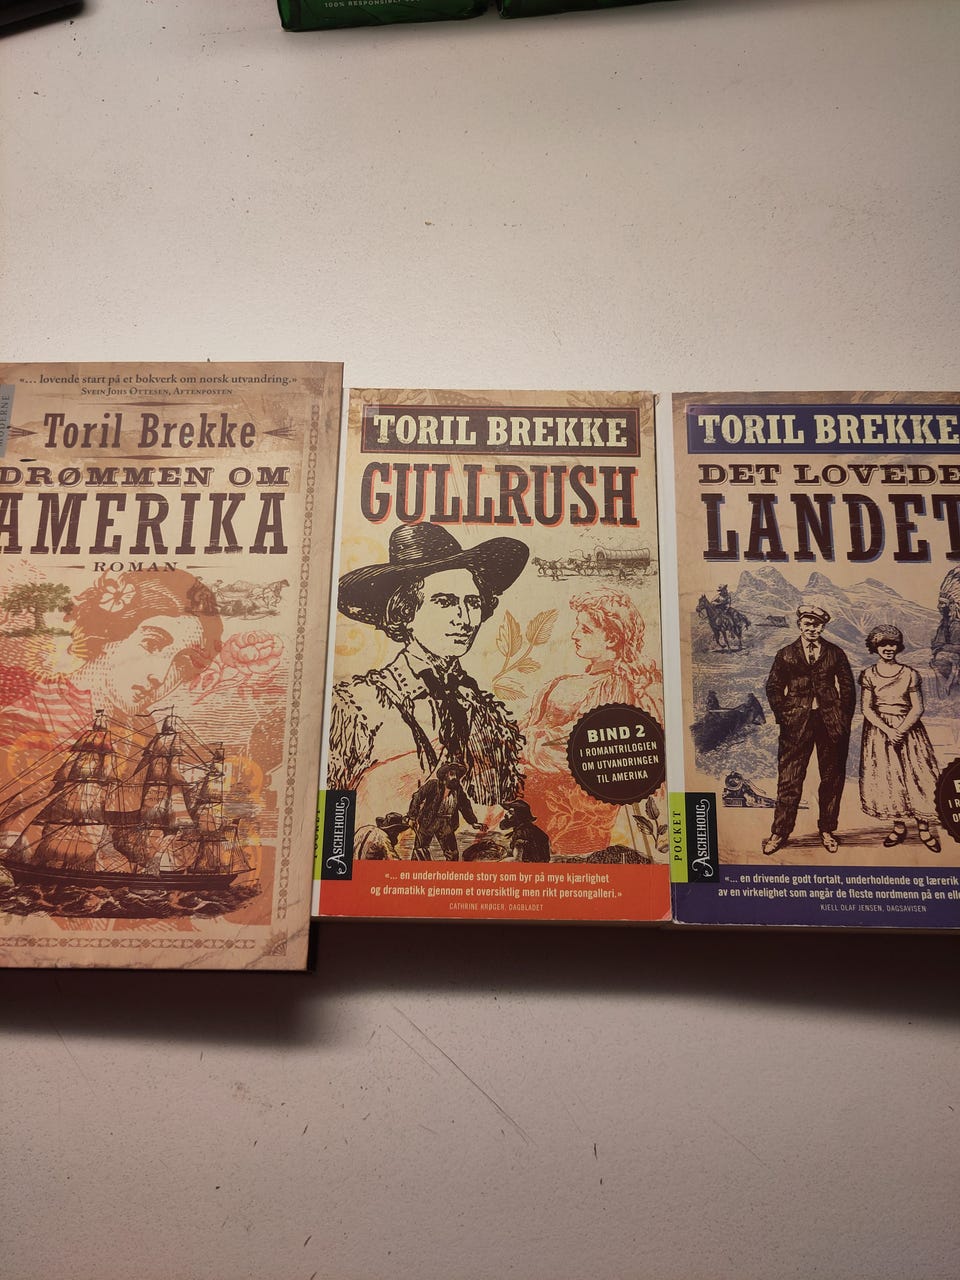 100% RESPONSIBLY
«... lovende start på et bokverk om norsk utvandring.»
SVEIN JOHS OTTESEN, AFTENPOSTEN
Toril Brekke
DRØMMEN OM
AMERIKA
ROMAN
TORIL BREKKE
GULLRUSH
BIND 2
I ROMANTRILOGIEN
OM UTVANDRINGEN
TIL AMERIKA
POCKET
ASCHEHOUG
«... en underholdende story som byr på mye kjærlighet
og dramatikk gjennom et oversiktlig men rikt persongalleri.»
CATHRINE KRØGER, DAGBLADET
TORIL BREKKE
DET LOVEDE
LANDET
POCKET
ASCHEHOUG
«... en drivende godt fortalt, underholdende og lærerik
av en virkelighet som angår de fleste nordmenn på en
KJELL OLAF JENSEN, DAGSAVISEN